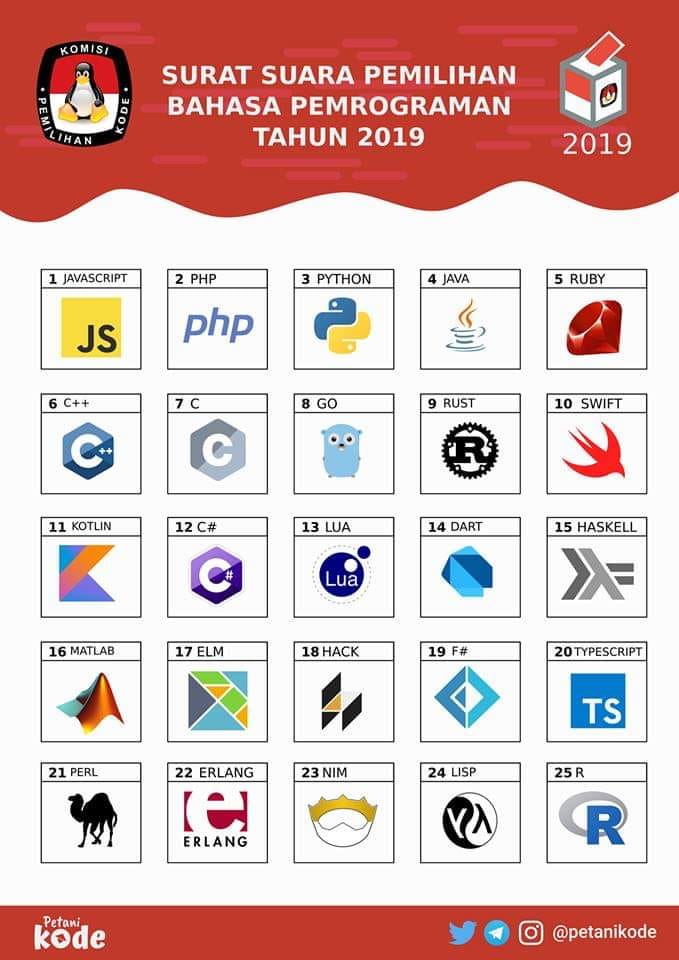 KOMISI
PEMILIHAN KODE
SURAT SUARA PEMILIHAN
BAHASA PEMROGRAMAN
TAHUN 2019
2019
1 JAVASCRIPT
JS
2 PHP
php
3 PYTHON
4 JAVA
5 RUBY
6 C++
C++
7 C
C
8 GO
9 RUST
R
10 SWIFT
11 KOTLIN
12 C#
C#
13 LUA
Lua
14 DART
15 HASKELL
16 MATLAB
17 ELM
18 HACK
19 F#
20 TYPESCRIPT
TS
21 PERL
22 ERLANG
e
ERLANG
23 NIM
24 LISP
25 R
R
Petani
kode
@petanikode